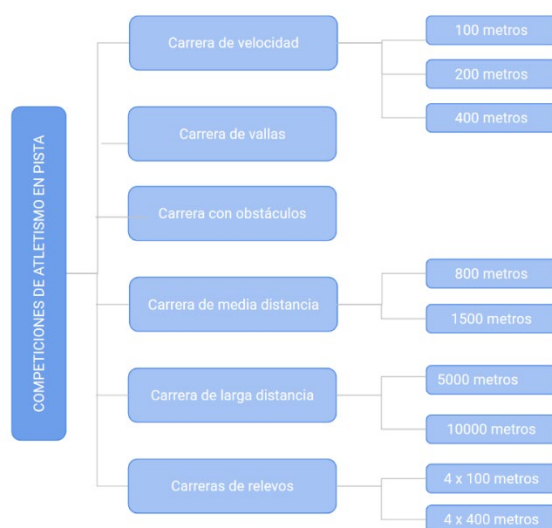 COMPETICIONES DE ATLETISMO EN PISTA
Carrera de velocidad
100 metros
200 metros
400 metros
Carrera de vallas
Carrera con obstáculos
Carrera de media distancia
800 metros
1500 metros
Carrera de larga distancia
5000 metros
10000 metros
Carreras de relevos
4 x 100 metros
4 x 400 metros